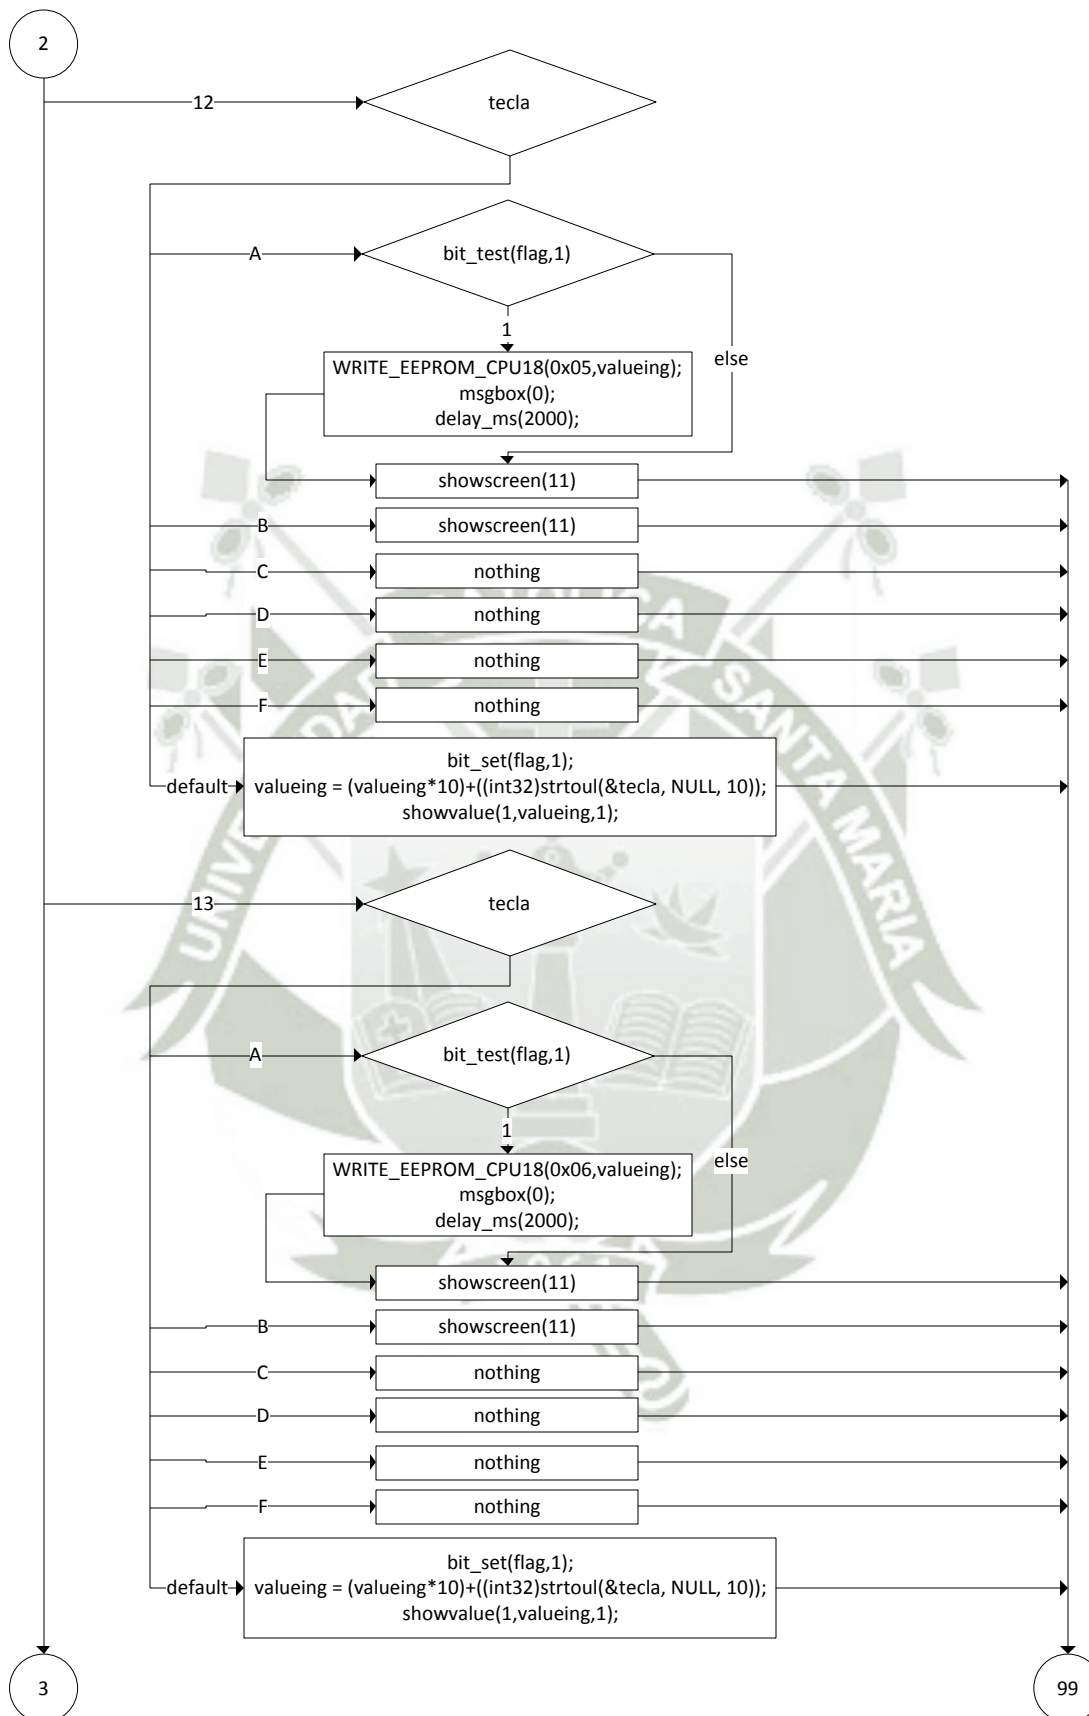 2
12
tecla
A
bit_test(flag,1)
1
else
WRITE_EEPROM_CPU18(0x05,valueing);
msgbox(0);
delay_ms(2000);
showscreen(11)
B
showscreen(11)
C
nothing
D
nothing
E
nothing
F
nothing
default
bit_set(flag,1);
valueing = (valueing*10)+((int32)strtoul(&tecla, NULL, 10));
showvalue(1,valueing,1);
13
tecla
A
bit_test(flag,1)
1
else
WRITE_EEPROM_CPU18(0x06,valueing);
msgbox(0);
delay_ms(2000);
showscreen(11)
B
showscreen(11)
C
nothing
D
nothing
E
nothing
F
nothing
default
bit_set(flag,1);
valueing = (valueing*10)+((int32)strtoul(&tecla, NULL, 10));
showvalue(1,valueing,1);
3
99
SANTA MARIA